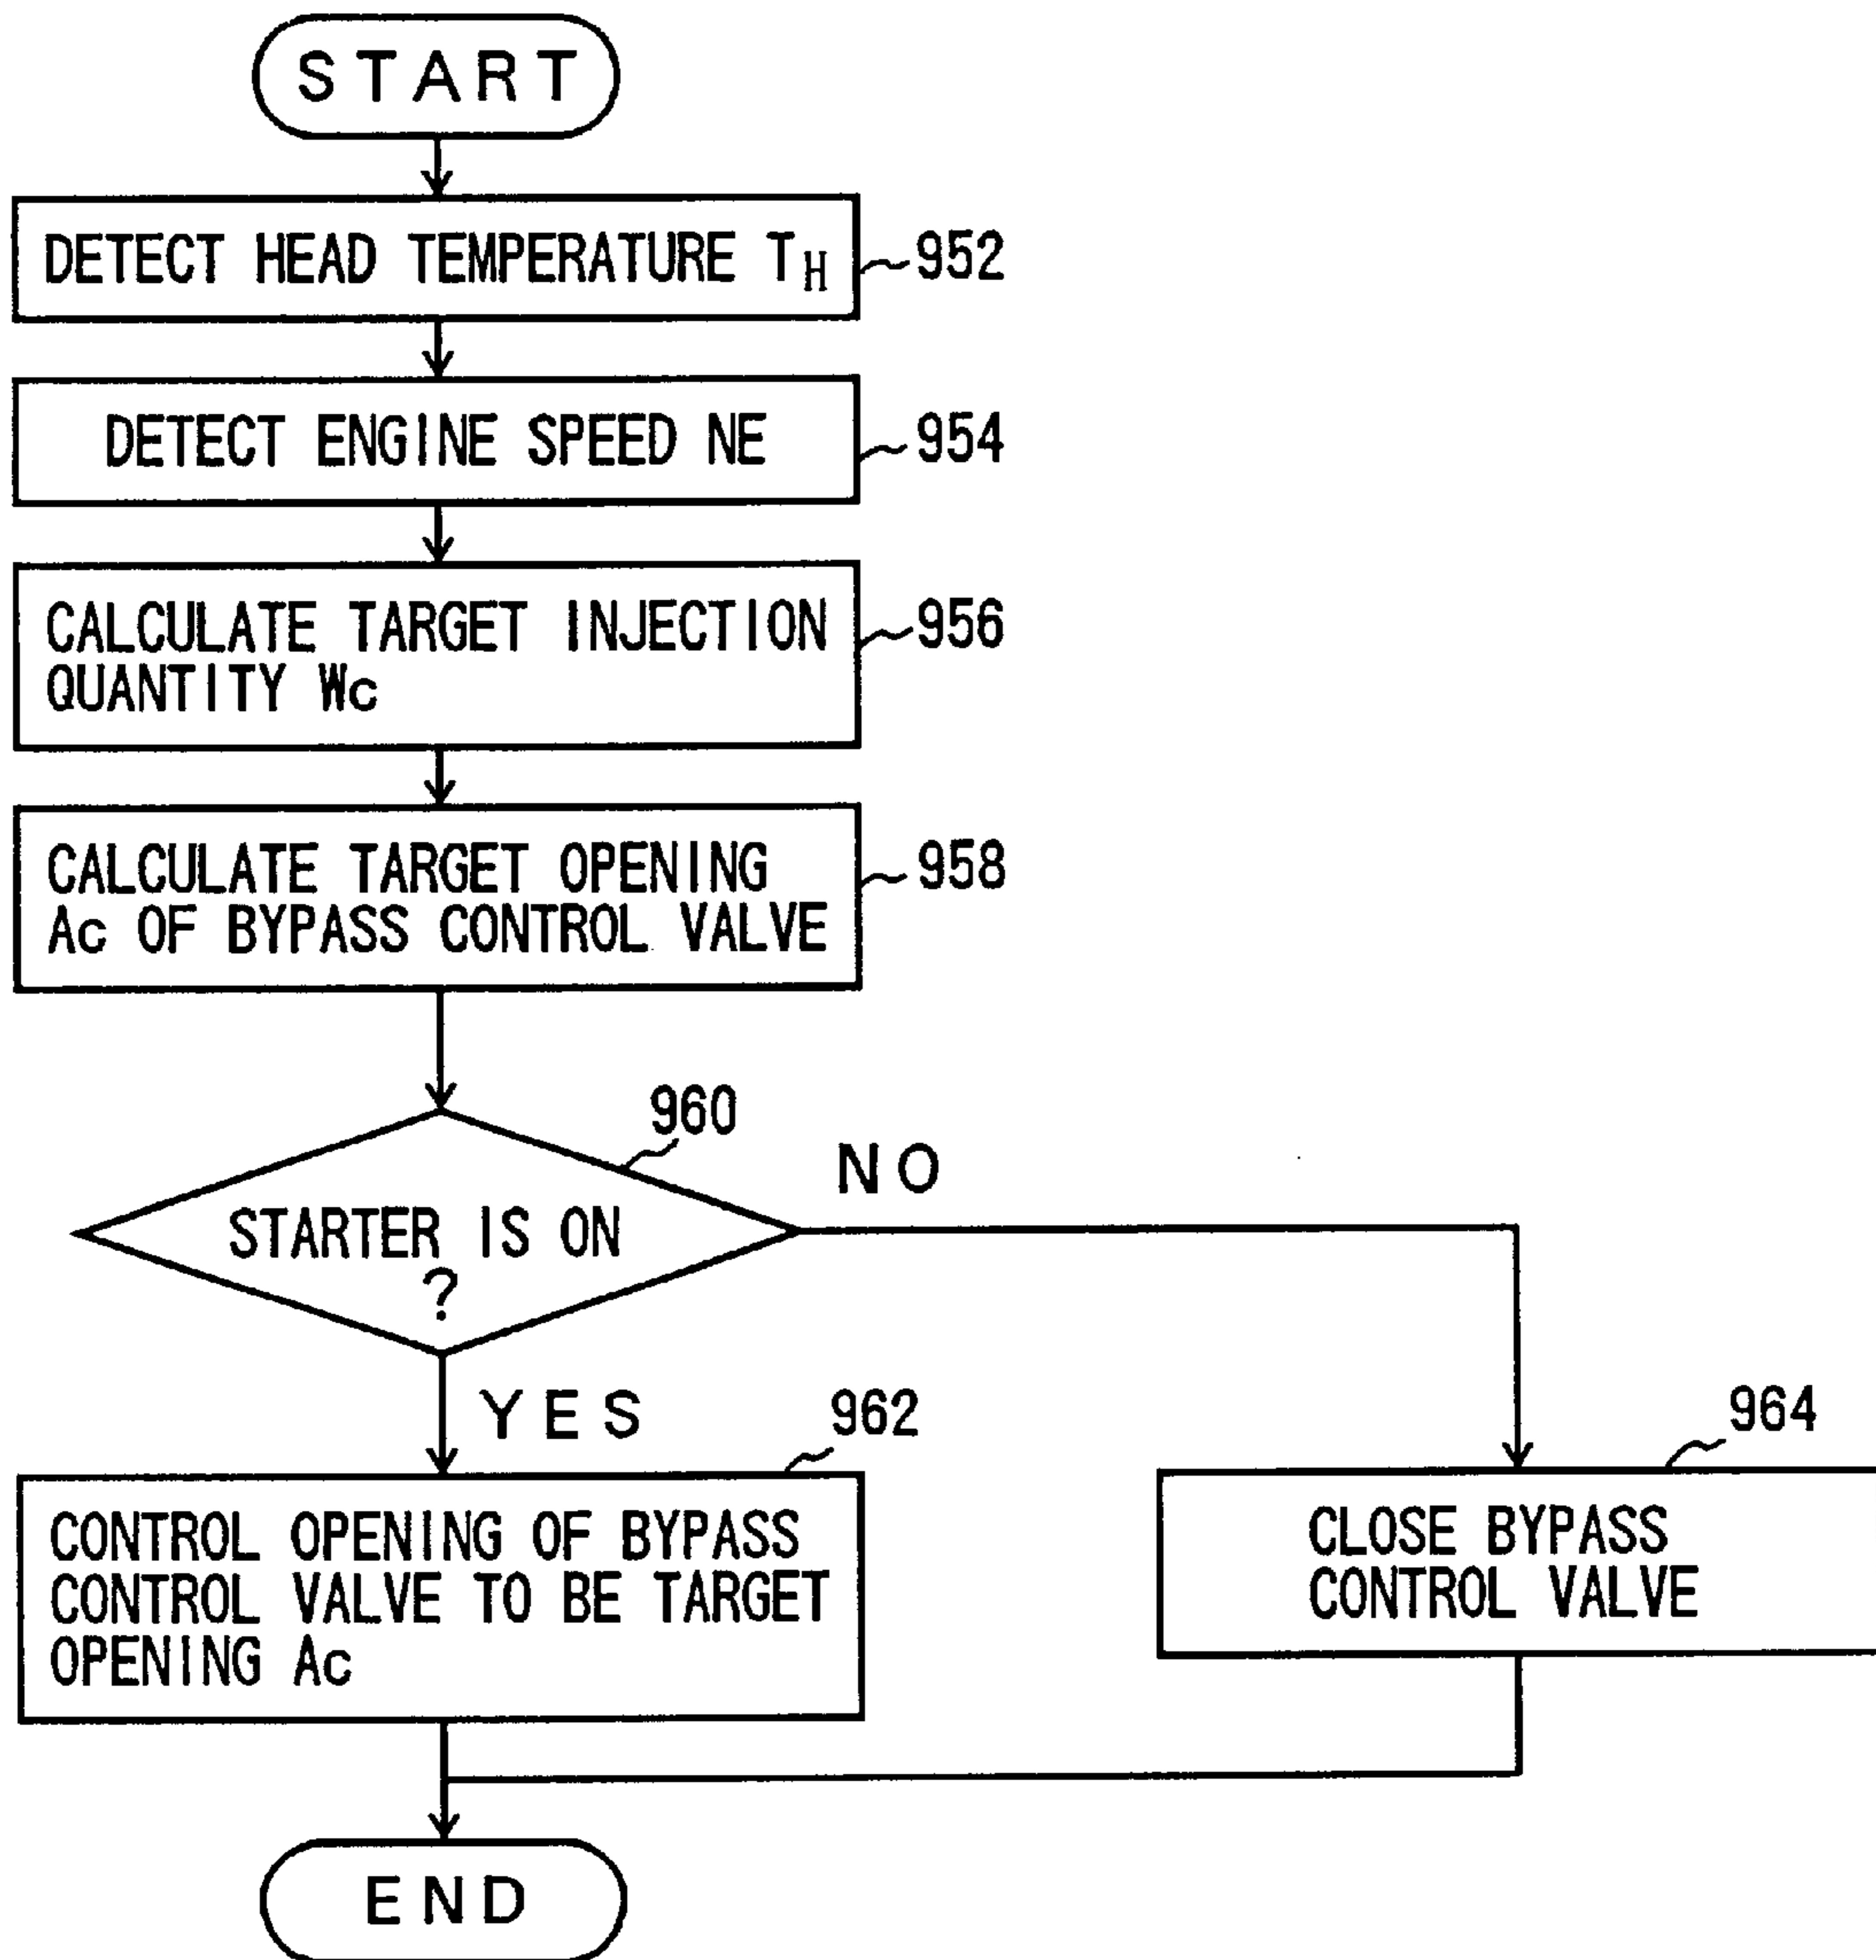 START
DETECT HEAD TEMPERATURE TH
952
DETECT ENGINE SPEED NE
954
CALCULATE TARGET INJECTION
QUANTITY Wc
956
CALCULATE TARGET OPENING
Ac OF BYPASS CONTROL VALVE
958
960
STARTER IS ON
?
NO
YES
962
CONTROL OPENING OF BYPASS
CONTROL VALVE TO BE TARGET
OPENING Ac
964
CLOSE BYPASS
CONTROL VALVE
END